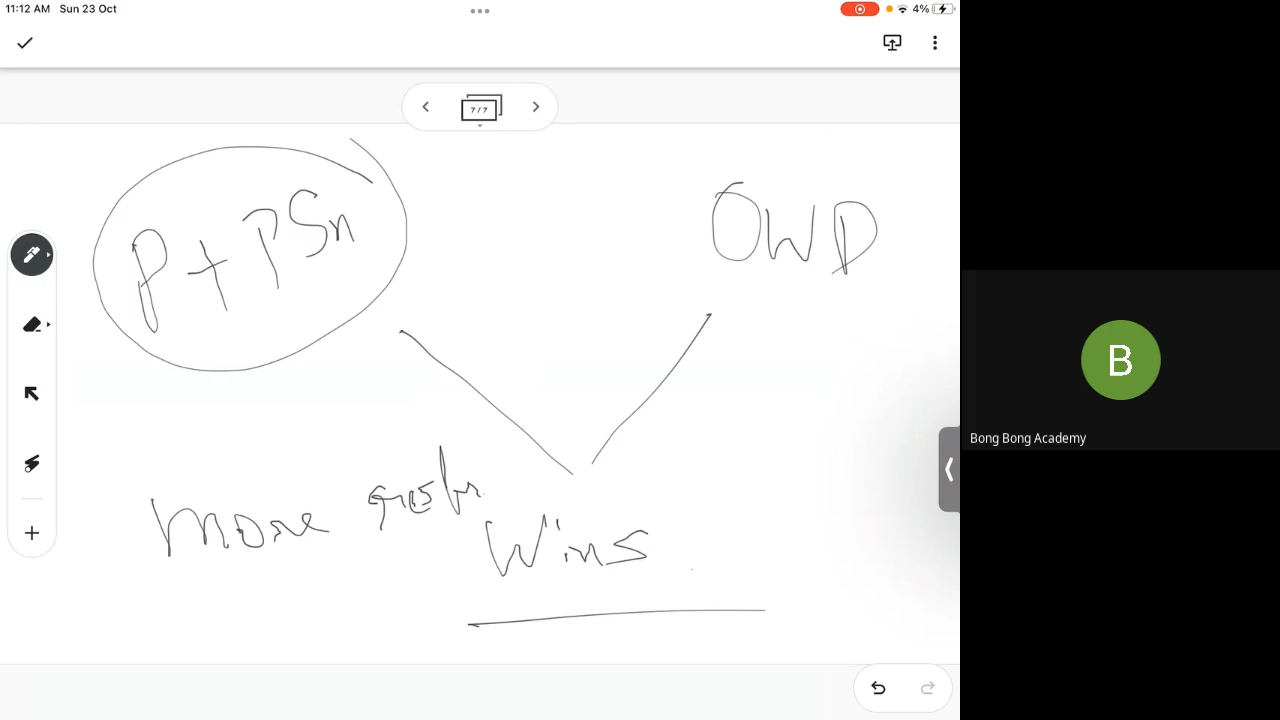 11:12 AM Sun 23 Oct
4%
7/7
P + PSn
OWD
more
Wins
B
Bong Bong Academy